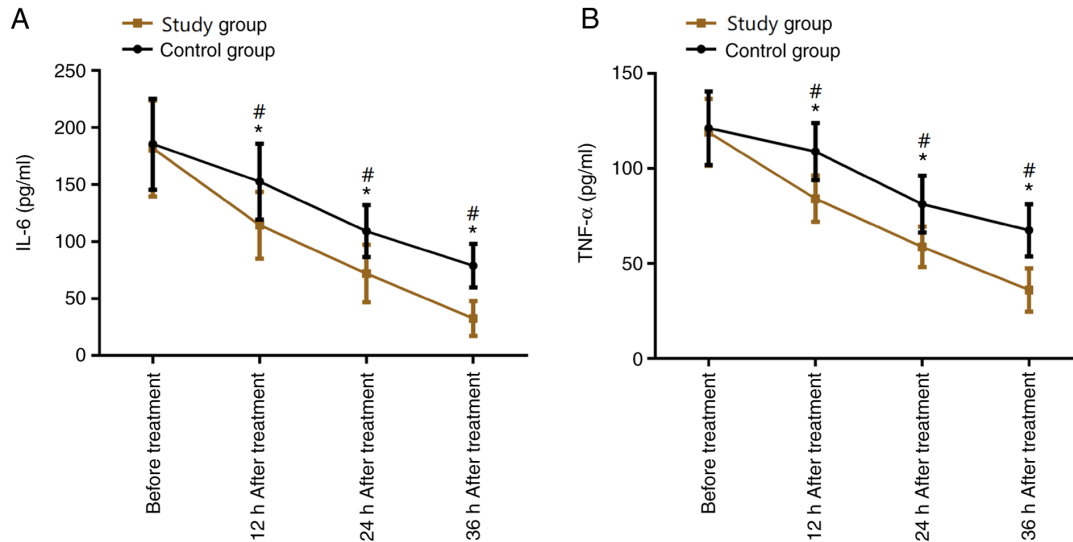 A
Study group
Control group
IL-6 (pg/ml)
250
200
150
100
50
0
#
*
#
*
#
*
Before treatment
12 h After treatment
24 h After treatment
36 h After treatment
B
Study group
Control group
TNF-α (pg/ml)
150
100
50
0
#
*
#
*
#
*
Before treatment
12 h After treatment
24 h After treatment
36 h After treatment